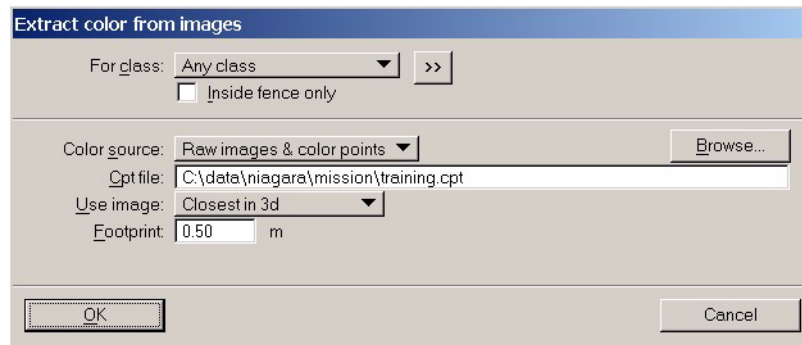 Extract color from images
For class: Any class >>
Inside fence only
Color source: Raw images & color points Browse...
Cpt file: C:\data\niagara\mission\training.cpt
Use image: Closest in 3d
Footprint: 0.50 m
OK Cancel